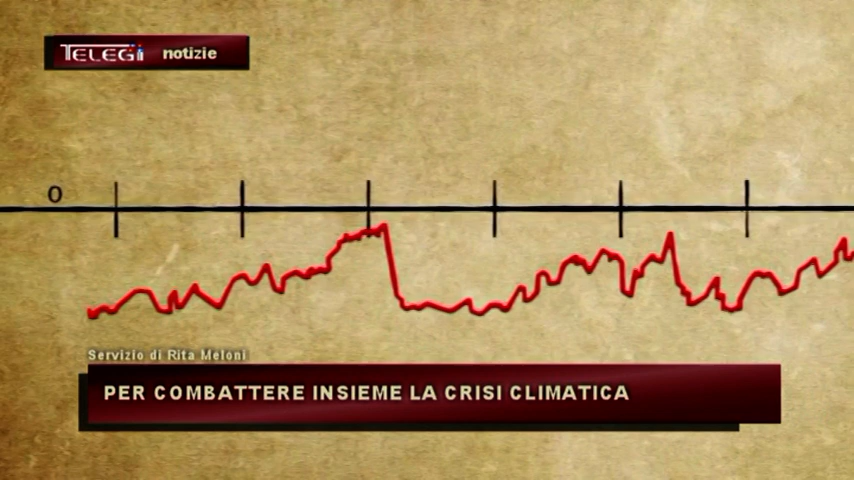 TELEGI notizie
0
Servizio di Rita Meloni
PER COMBATTERE INSIEME LA CRISI CLIMATICA